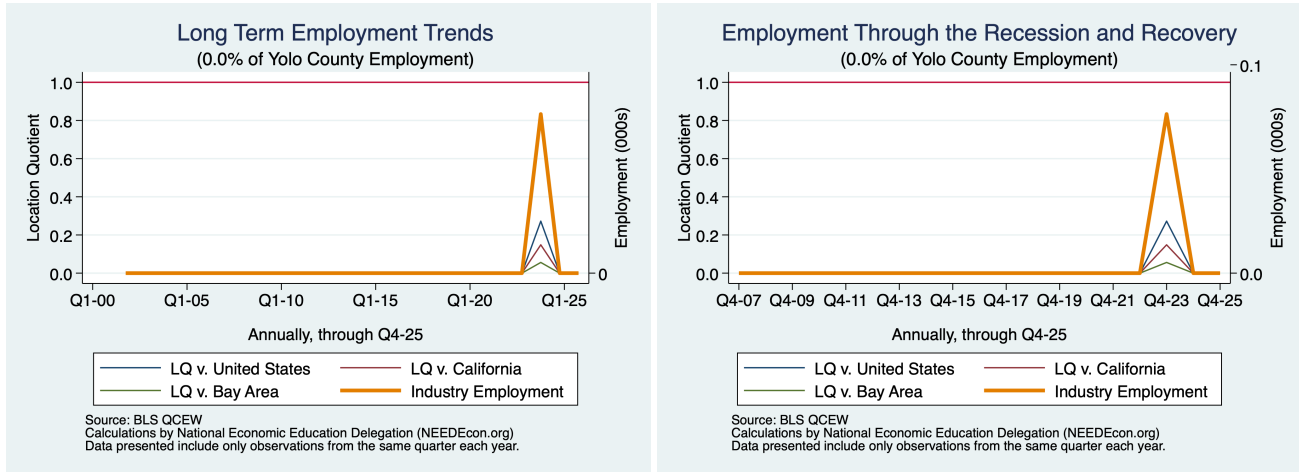 Long Term Employment Trends
(0.0% of Yolo County Employment)
Location Quotient
1.0
0.8
0.6
0.4
0.2
0.0
Employment (000s)
0
Q1-00 Q1-05 Q1-10 Q1-15 Q1-20 Q1-25
Annually, through Q4-25
LQ v. United States LQ v. California
LQ v. Bay Area Industry Employment
Source: BLS QCEW
Calculations by National Economic Education Delegation (NEEDEcon.org)
Data presented include only observations from the same quarter each year.
Employment Through the Recession and Recovery
(0.0% of Yolo County Employment)
Location Quotient
1.0
0.8
0.6
0.4
0.2
0.0
Employment (000s)
0.1
0.0
Q4-07 Q4-09 Q4-11 Q4-13 Q4-15 Q4-17 Q4-19 Q4-21 Q4-23 Q4-25
Annually, through Q4-25
LQ v. United States LQ v. California
LQ v. Bay Area Industry Employment
Source: BLS QCEW
Calculations by National Economic Education Delegation (NEEDEcon.org)
Data presented include only observations from the same quarter each year.